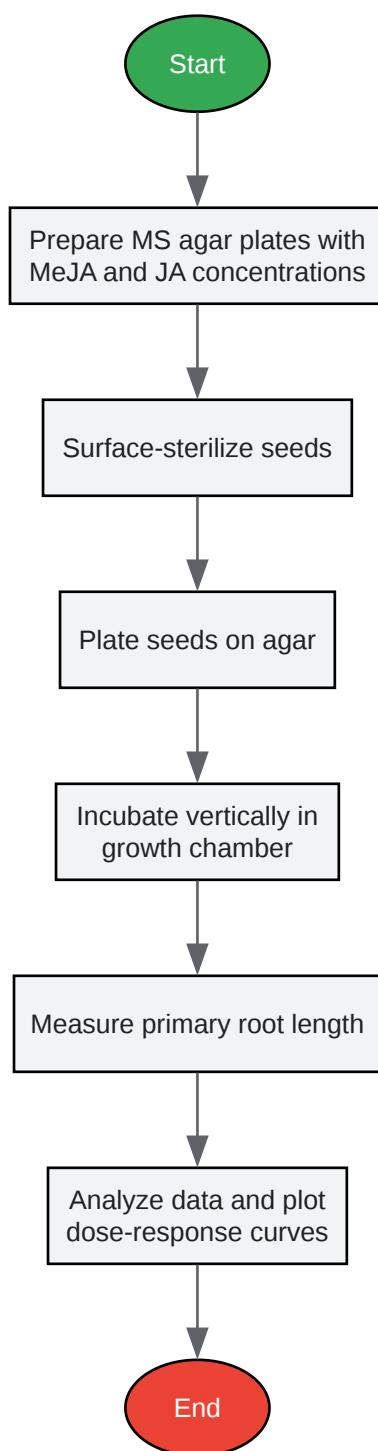 Start
Prepare MS agar plates with
MeJA and JA concentrations
Surface-sterilize seeds
Plate seeds on agar
Incubate vertically in
growth chamber
Measure primary root length
Analyze data and plot
dose-response curves
End